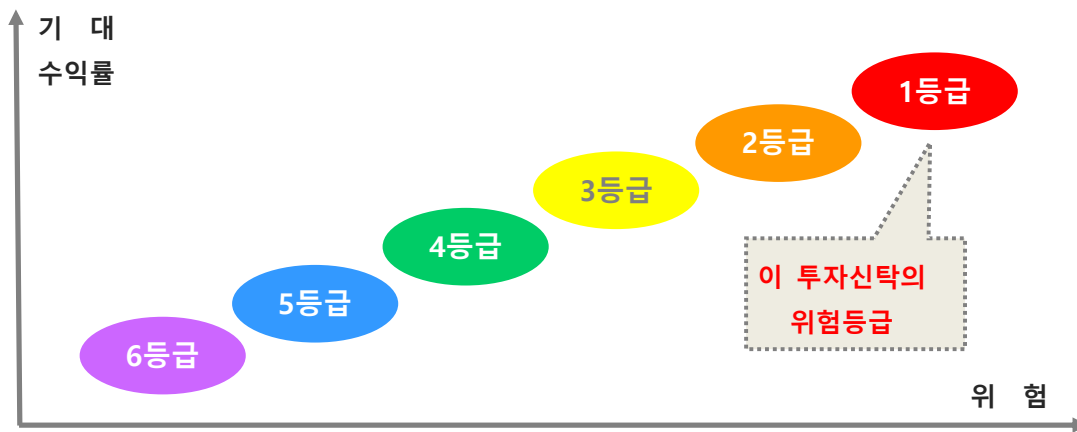 기 대
수익률
1등급
2등급
3등급
4등급
5등급
6등급
이 투자신탁의
위험등급
위 험